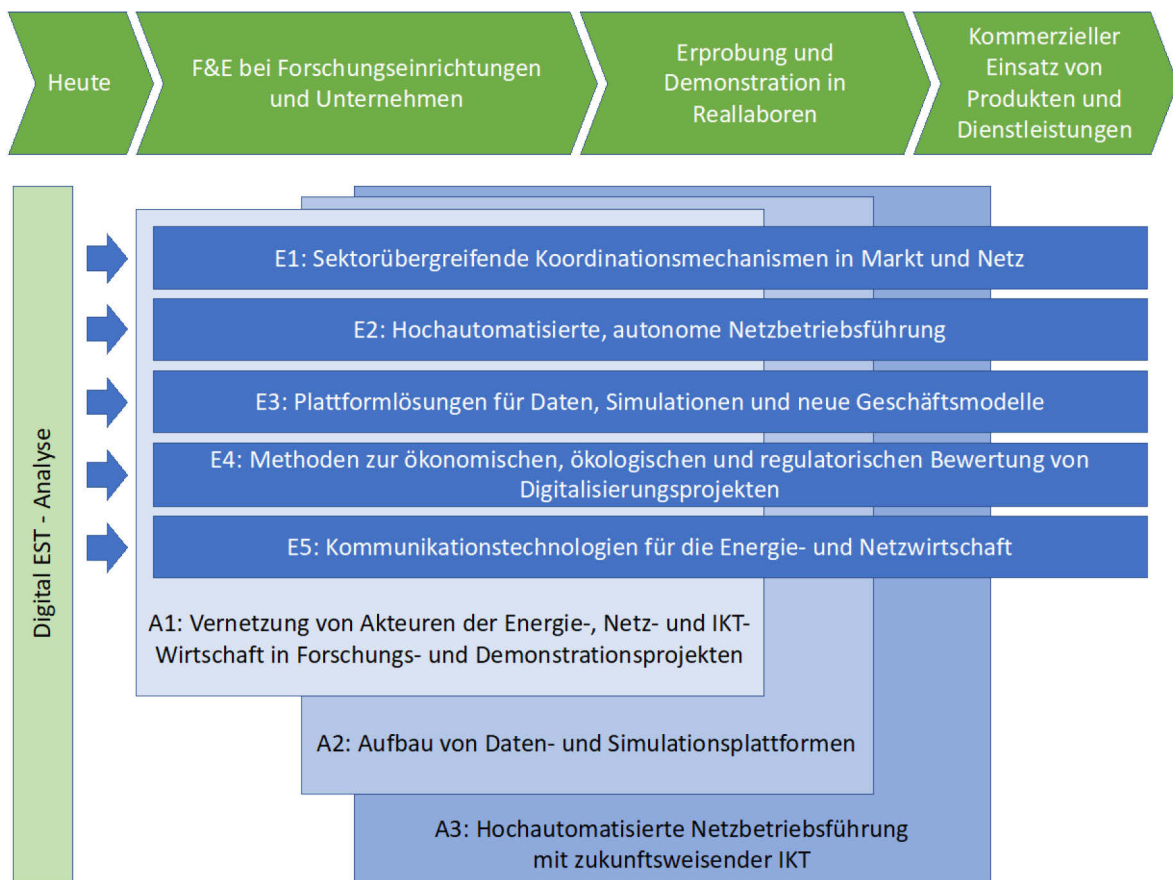 Heute
F&E bei Forschungseinrichtungen
und Unternehmen
Erprobung und
Demonstration in
Reallaboren
Kommerzieller
Einsatz von
Produkten und
Dienstleistungen
Digital EST - Analyse
E1: Sektorübergreifende Koordinationsmechanismen in Markt und Netz
E2: Hochautomatisierte, autonome Netzbetriebsführung
E3: Plattformlösungen für Daten, Simulationen und neue Geschäftsmodelle
E4: Methoden zur ökonomischen, ökologischen und regulatorischen Bewertung von
Digitalisierungsprojekten
E5: Kommunikationstechnologien für die Energie- und Netzwirtschaft
A1: Vernetzung von Akteuren der Energie-, Netz- und IKT-
Wirtschaft in Forschungs- und Demonstrationsprojekten
A2: Aufbau von Daten- und Simulationsplattformen
A3: Hochautomatisierte Netzbetriebsführung
mit zukunftsweisender IKT